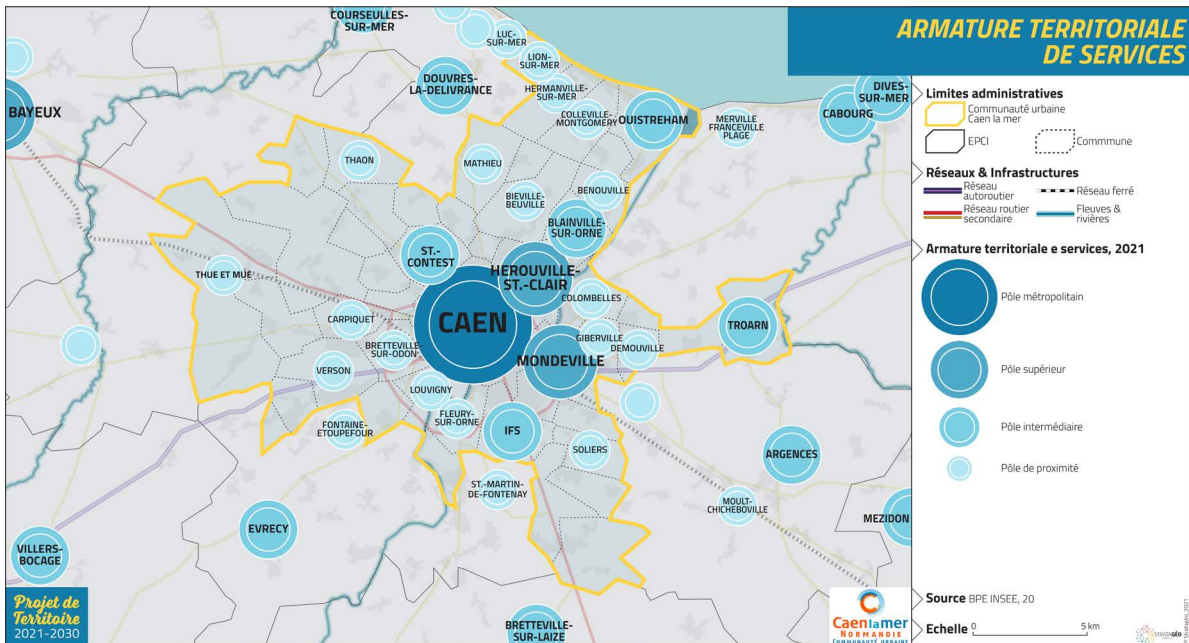 ARMATURE TERRITORIALE
DE SERVICES
Limites administratives
Communauté urbaine
Caen la mer
EPCI
Commmune
Réseaux & Infrastructures
Réseau
autoroutier
Réseau ferré
Réseau routier
secondaire
Fleuves &
rivières
Armature territoriale e services, 2021
Pôle métropolitain
Pôle supérieur
Pôle intermédiaire
Pôle de proximité
Source BPE INSEE, 20
Echelle
0
5 km
STRATAGÉO
Stratagéo, 2021
COURSEULLES-
SUR-MER
LUC-
SUR-MER
LION-
SUR-MER
DOUVRES-
LA-DELIVRANCE
HERMANVILLE-
SUR-MER
COLLEVILLE-
MONTGOMERY
OUISTREHAM
MERVILLE
FRANCEVILLE
PLAGE
CABOURG
DIVES-
SUR-MER
BAYEUX
THAON
MATHIEU
BIEVILLE-
BEUVILLE
BENOUVILLE
BLAINVILLE-
SUR-ORNE
ST.-
CONTEST
HEROUVILLE-
ST.-CLAIR
THUE ET MUE
COLOMBELLES
CARPIQUET
CAEN
TROARN
BRETTEVILLE-
SUR-ODON
GIBERVILLE
DEMOUVILLE
MONDEVILLE
VERSON
LOUVIGNY
FLEURY-
SUR-ORNE
FONTAINE-
ETOUPEFOUR
IFS
SOLIERS
ARGENCES
ST.-MARTIN-
DE-FONTENAY
MOULT-
CHICHEBOVILLE
MEZIDON
EVRECY
VILLERS-
BOCAGE
BRETTEVILLE-
SUR-LAIZE
Projet de
Territoire
2021-2030
Caen la mer
NORMANDIE
COMMUNAUTÉ URBAINE